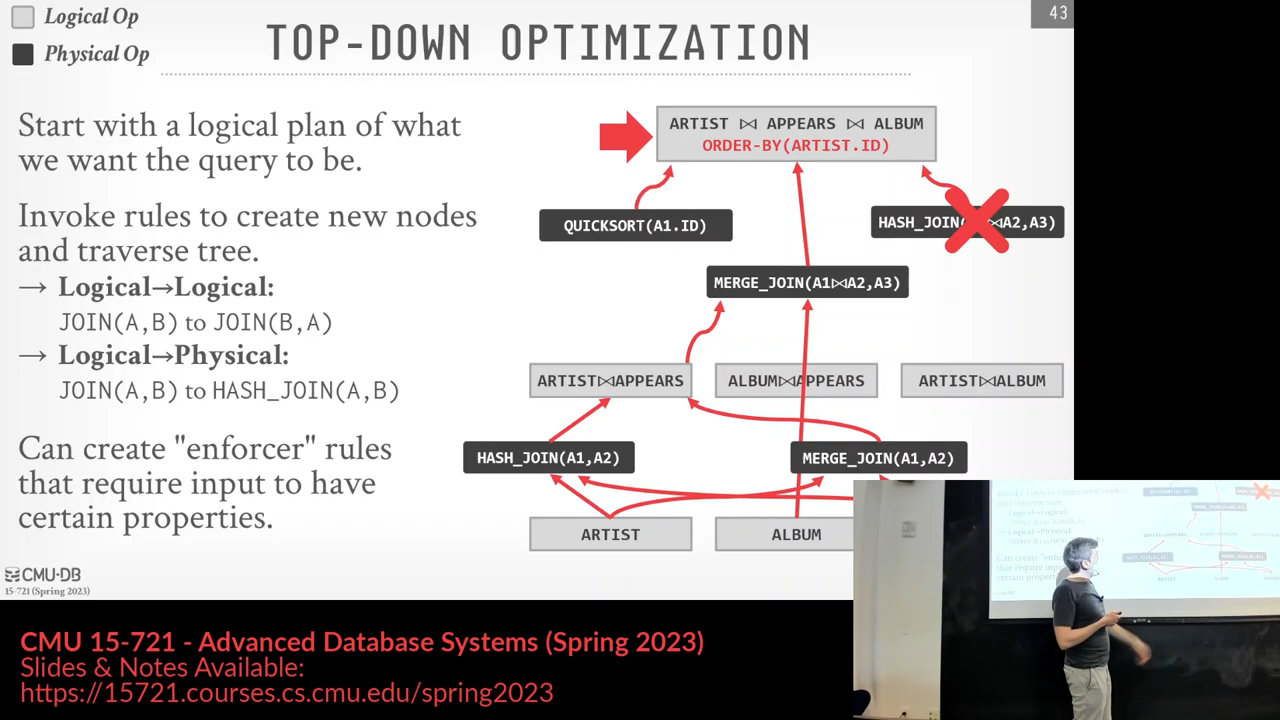 Logical Op
Physical Op
TOP-DOWN OPTIMIZATION
43
Start with a logical plan of what
we want the query to be.
Invoke rules to create new nodes
and traverse tree.
→ Logical→Logical:
JOIN(A,B) to JOIN(B,A)
→ Logical→Physical:
JOIN(A,B) to HASH_JOIN(A,B)
Can create "enforcer" rules
that require input to have
certain properties.
ARTIST ⋈ APPEARS ⋈ ALBUM
ORDER-BY(ARTIST.ID)
QUICKSORT(A1.ID)
HASH_JOIN( ⋈A2,A3)
MERGE_JOIN(A1⋈A2,A3)
ARTIST⋈APPEARS
ALBUM⋈APPEARS
ARTIST⋈ALBUM
HASH_JOIN(A1,A2)
MERGE_JOIN(A1,A2)
ARTIST
ALBUM
CMU·DB
15-721 (Spring 2023)
CMU 15-721 - Advanced Database Systems (Spring 2023)
Slides & Notes Available:
https://15721.courses.cs.cmu.edu/spring2023